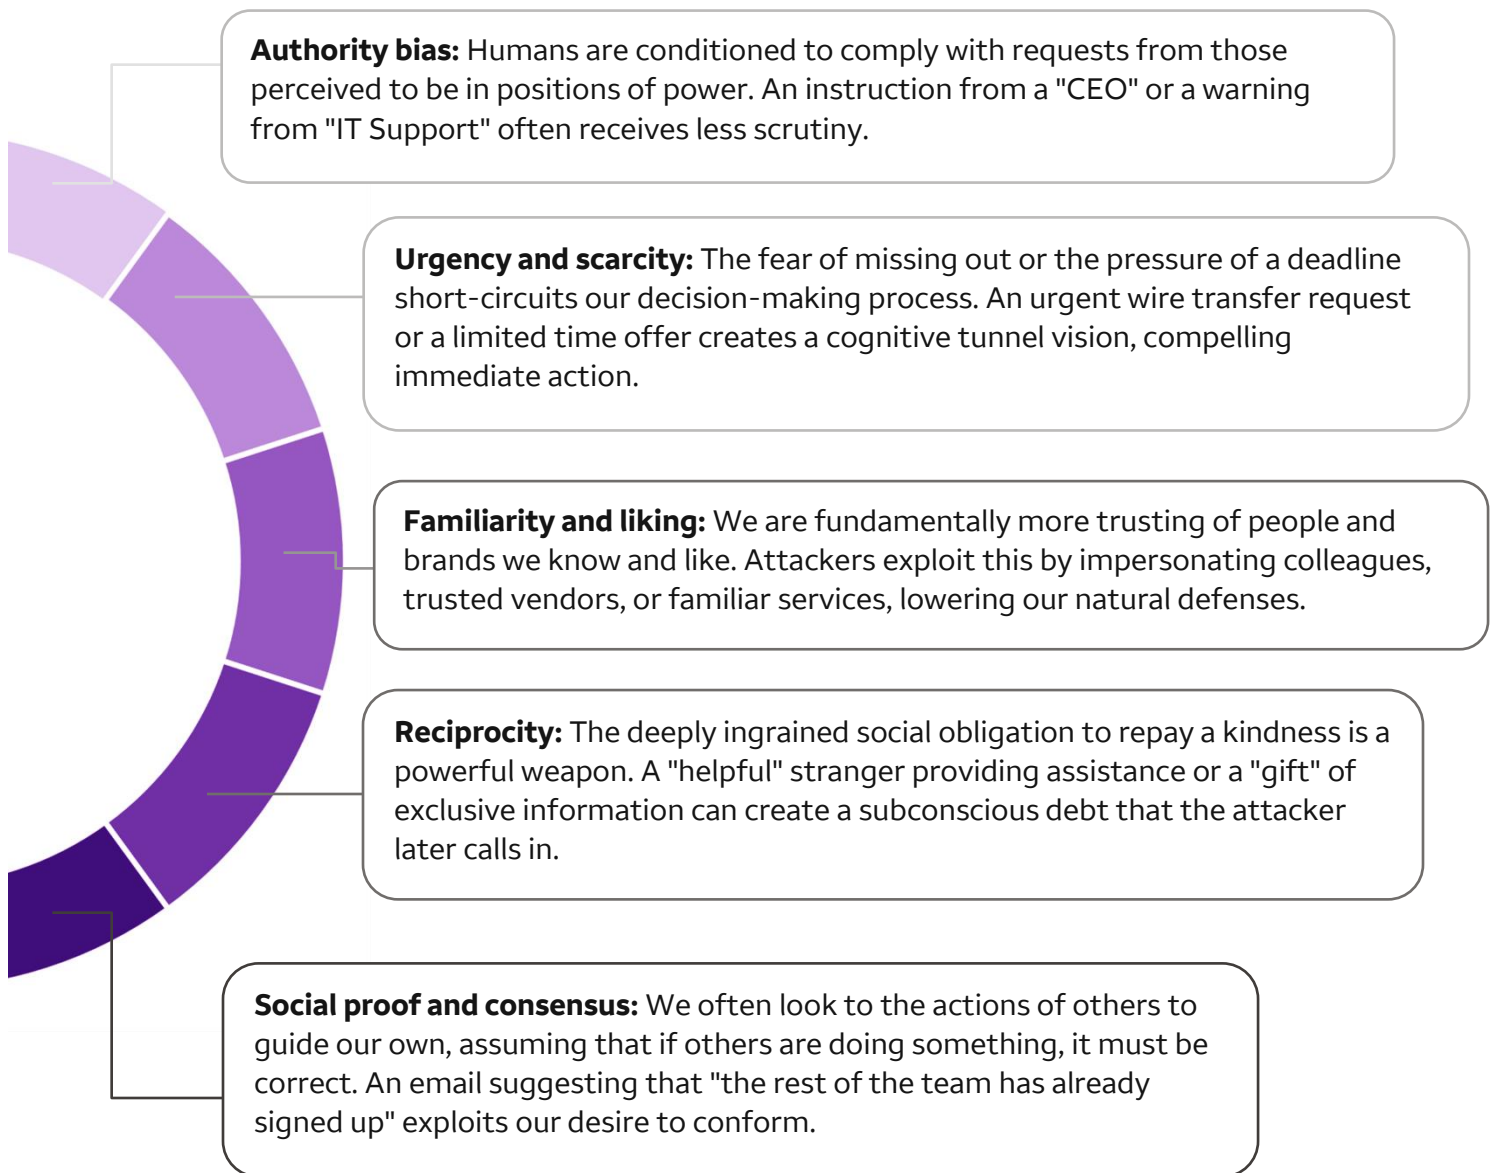 Authority bias: Humans are conditioned to comply with requests from those
perceived to be in positions of power. An instruction from a "CEO" or a warning
from "IT Support" often receives less scrutiny.
Urgency and scarcity: The fear of missing out or the pressure of a deadline
short-circuits our decision-making process. An urgent wire transfer request
or a limited time offer creates a cognitive tunnel vision, compelling
immediate action.
Familiarity and liking: We are fundamentally more trusting of people and
brands we know and like. Attackers exploit this by impersonating colleagues,
trusted vendors, or familiar services, lowering our natural defenses.
Reciprocity: The deeply ingrained social obligation to repay a kindness is a
powerful weapon. A "helpful" stranger providing assistance or a "gift" of
exclusive information can create a subconscious debt that the attacker
later calls in.
Social proof and consensus: We often look to the actions of others to
guide our own, assuming that if others are doing something, it must be
correct. An email suggesting that "the rest of the team has already
signed up" exploits our desire to conform.